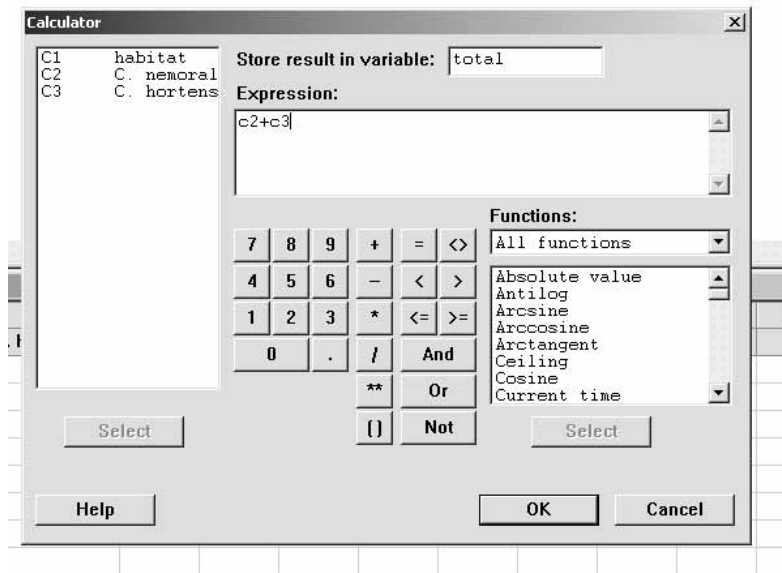 Calculator
C1 habitat
C2 C. nemoral
C3 C. hortens
Store result in variable: total
Expression:
c2+c3
Functions:
All functions
Absolute value
Antilog
Arcsine
Arccosine
Arctangent
Ceiling
Cosine
Current time
7 8 9 + = <>
4 5 6 - < >
1 2 3 * <= >=
0 . / And
** Or
() Not
Select
Select
Help
OK
Cancel